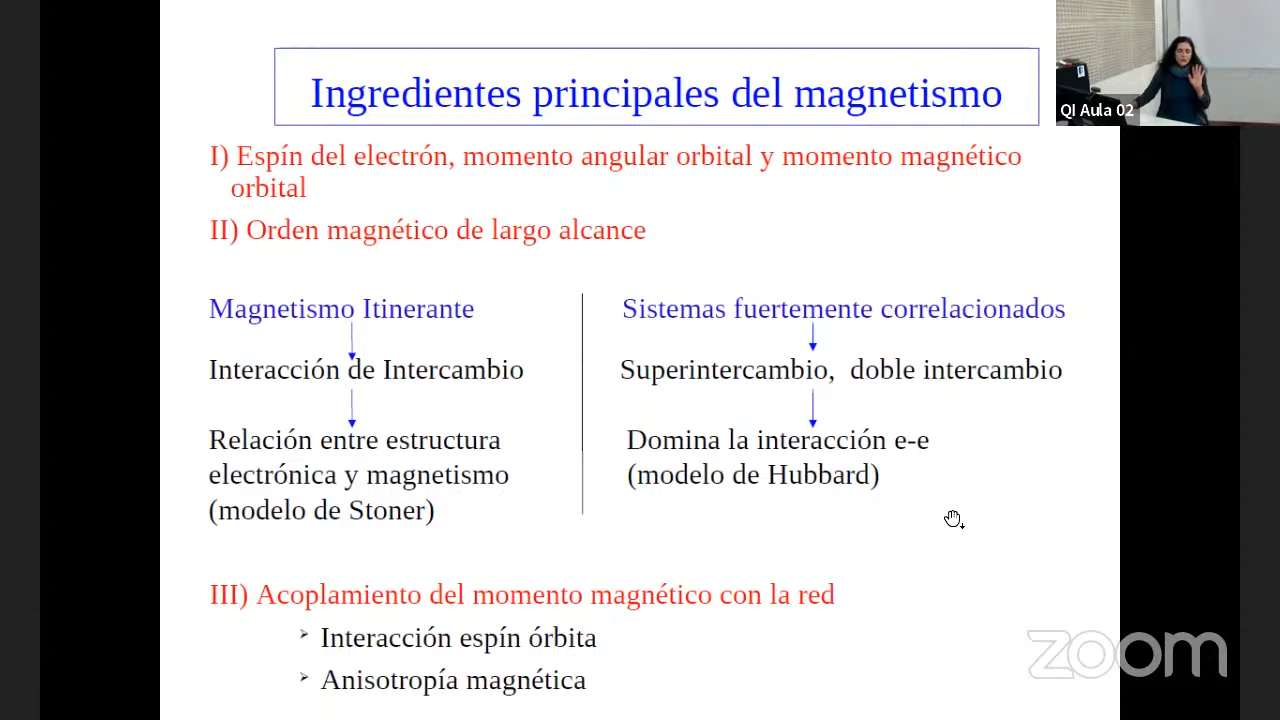 Ingredientes principales del magnetismo
QI Aula 02
I) Espín del electrón, momento angular orbital y momento magnético
orbital
II) Orden magnético de largo alcance
Magnetismo Itinerante
Interacción de Intercambio
Relación entre estructura
electrónica y magnetismo
(modelo de Stoner)
Sistemas fuertemente correlacionados
Superintercambio, doble intercambio
Domina la interacción e-e
(modelo de Hubbard)
III) Acoplamiento del momento magnético con la red
Interacción espín órbita
Anisotropía magnética
zoom